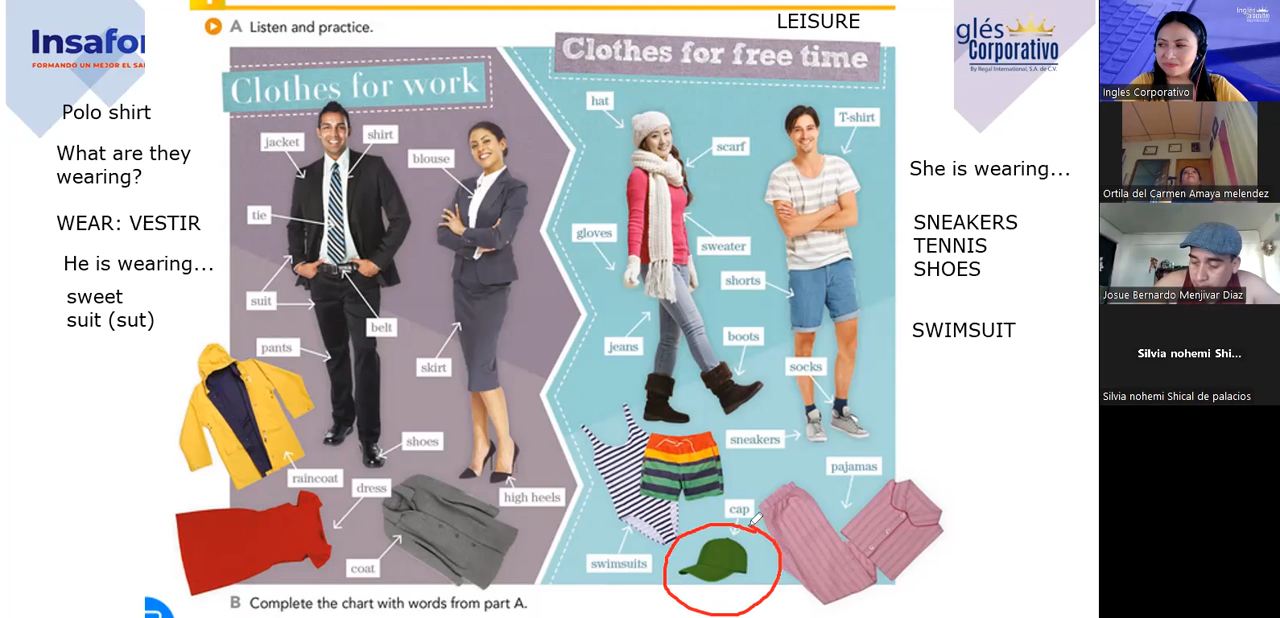 A Listen and practice.
LEISURE
Insafo
FORMANDO UN MEJOR EL SA
glés
Corporativo
By Regal International, S.A. de C.V.
Clothes for work
Clothes for free time
Polo shirt
What are they
wearing?
WEAR: VESTIR
He is wearing...
sweet
suit (sut)
jacket
shirt
blouse
tie
suit
belt
pants
skirt
shoes
raincoat
dress
high heels
coat
hat
T-shirt
scarf
gloves
sweater
shorts
jeans
boots
socks
sneakers
pajamas
cap
swimsuits
She is wearing...
SNEAKERS
TENNIS
SHOES
SWIMSUIT
B Complete the chart with words from part A.
Ingles Corporativo
Ortila del Carmen Amaya melendez
Josue Bernardo Menjivar Diaz
Silvia nohemi Shi...
Silvia nohemi Shical de palacios